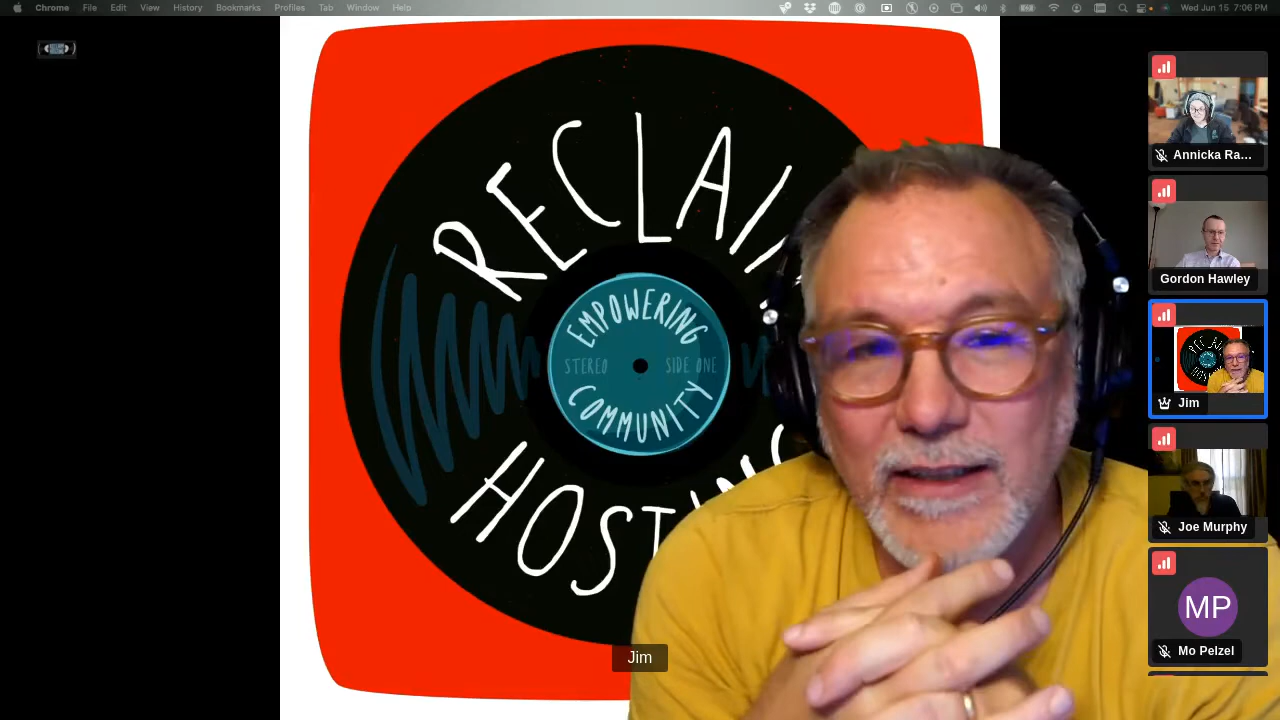 Chrome File Edit View History Bookmarks Profiles Tab Window Help Wed Jun 15 7:06 PM
RECLAI
EMPOWERING
STEREO SIDE ONE
COMMUNITY
HOSTING
Jim
Annicka Ra...
Gordon Hawley
Jim
Joe Murphy
MP
Mo Pelzel